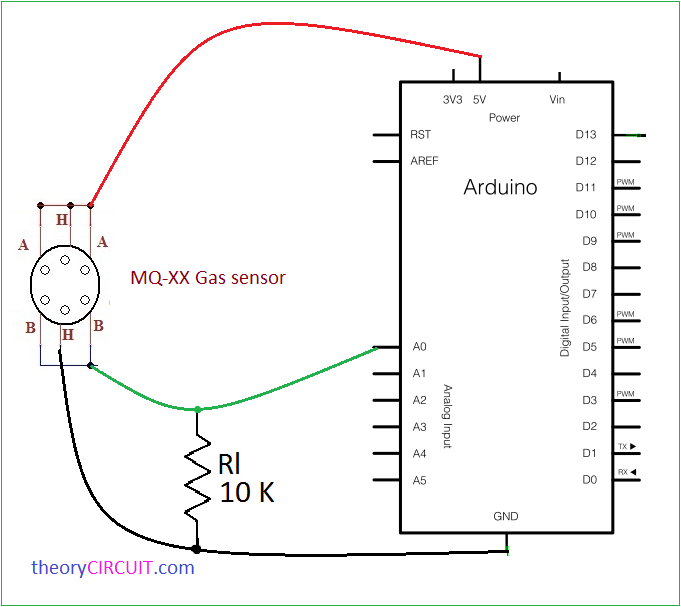 3V3 5V Vin
Power
RST D13
AREF D12
Arduino
PWM D11
PWM D10
PWM D9
D8
D7
PWM D6
PWM D5
D4
PWM D3
D2
TX D1
RX D0
Digital Input/Output
A0
A1
A2
A3
A4
A5
Analog Input
GND
H
A A
MQ-XX Gas sensor
B H B
Rl
10 K
theoryCIRCUIT.com